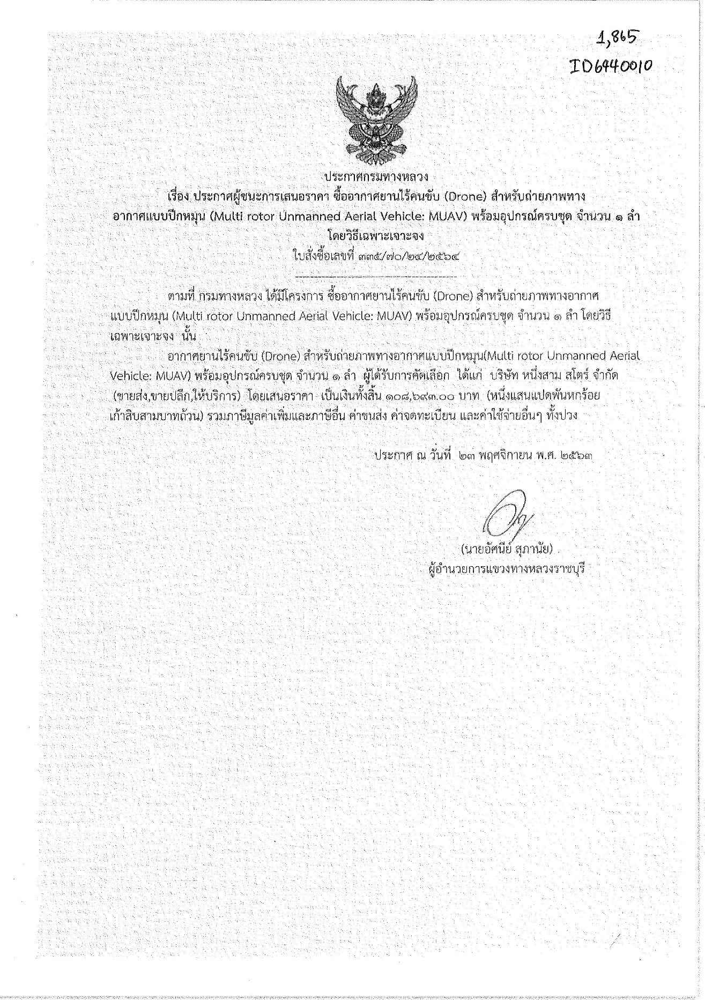 1,865
ID6440010
ประกาศกรมทางหลวง
เรื่อง ประกาศผู้ชนะการเสนอราคา ซื้ออากาศยานไร้คนขับ (Drone) สำหรับถ่ายภาพทาง
อากาศแบบปีกหมุน (Multi rotor Unmanned Aerial Vehicle: MUAV) พร้อมอุปกรณ์ครบชุด จำนวน ๑ ลำ
โดยวิธีเฉพาะเจาะจง
ใบสั่งซื้อเลขที่ ๓๓๕/๗๐/๒๔/๒๕๖๔
ตามที่ กรมทางหลวง ได้มีโครงการ ซื้ออากาศยานไร้คนขับ (Drone) สำหรับถ่ายภาพทางอากาศ
แบบปีกหมุน (Multi rotor Unmanned Aerial Vehicle: MUAV) พร้อมอุปกรณ์ครบชุด จำนวน ๑ ลำ โดยวิธี
เฉพาะเจาะจง นั้น
อากาศยานไร้คนขับ (Drone) สำหรับถ่ายภาพทางอากาศแบบปีกหมุน(Multi rotor Unmanned Aerial
Vehicle: MUAV) พร้อมอุปกรณ์ครบชุด จำนวน ๑ ลำ ผู้ได้รับการคัดเลือก ได้แก่ บริษัท หนึ่งสาม สโตร์ จำกัด
(ขายส่ง,ขายปลีก,ให้บริการ) โดยเสนอราคา เป็นเงินทั้งสิ้น ๑๐๘,๖๙๓.๐๐ บาท (หนึ่งแสนแปดพันหกร้อย
เก้าสิบสามบาทถ้วน) รวมภาษีมูลค่าเพิ่มและภาษีอื่น ค่าขนส่ง ค่าจดทะเบียน และค่าใช้จ่ายอื่นๆ ทั้งปวง
ประกาศ ณ วันที่ ๒๓ พฤศจิกายน พ.ศ. ๒๕๖๓
(นายอัศนีย์ สุภานัย)
ผู้อำนวยการแขวงทางหลวงราชบุรี